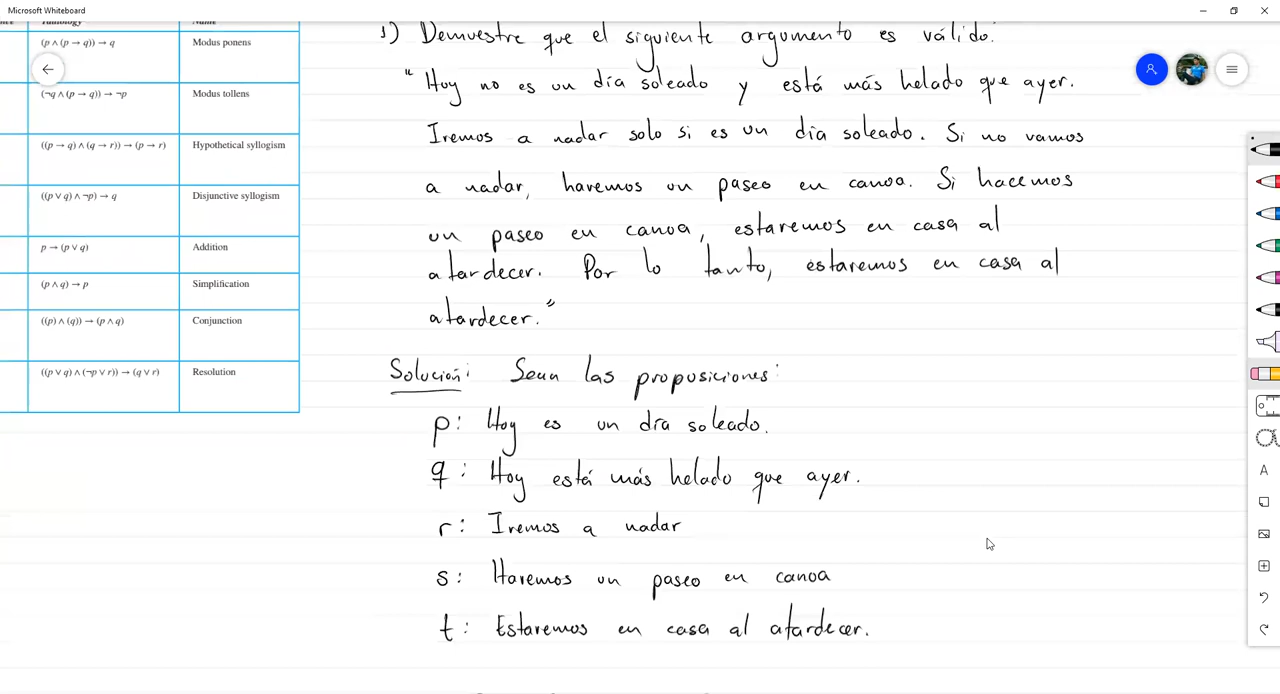 Microsoft Whiteboard
Tautology Name
(p ∧ (p → q)) → q Modus ponens
(¬q ∧ (p → q)) → ¬p Modus tollens
((p → q) ∧ (q → r)) → (p → r) Hypothetical syllogism
((p ∨ q) ∧ ¬p) → q Disjunctive syllogism
p → (p ∨ q) Addition
(p ∧ q) → p Simplification
((p) ∧ (q)) → (p ∧ q) Conjunction
((p ∨ q) ∧ (¬p ∨ r)) → (q ∨ r) Resolution
1) Demuestre que el siguiente argumento es válido:
"Hoy no es un día soleado y está más helado que ayer.
Iremos a nadar solo si es un día soleado. Si no vamos
a nadar, haremos un paseo en canoa. Si hacemos
un paseo en canoa, estaremos en casa al
atardecer. Por lo tanto, estaremos en casa al
atardecer."
Solución: Sean las proposiciones:
p: Hoy es un día soleado.
q: Hoy está más helado que ayer.
r: Iremos a nadar
s: Haremos un paseo en canoa
t: Estaremos en casa al atardecer.
A